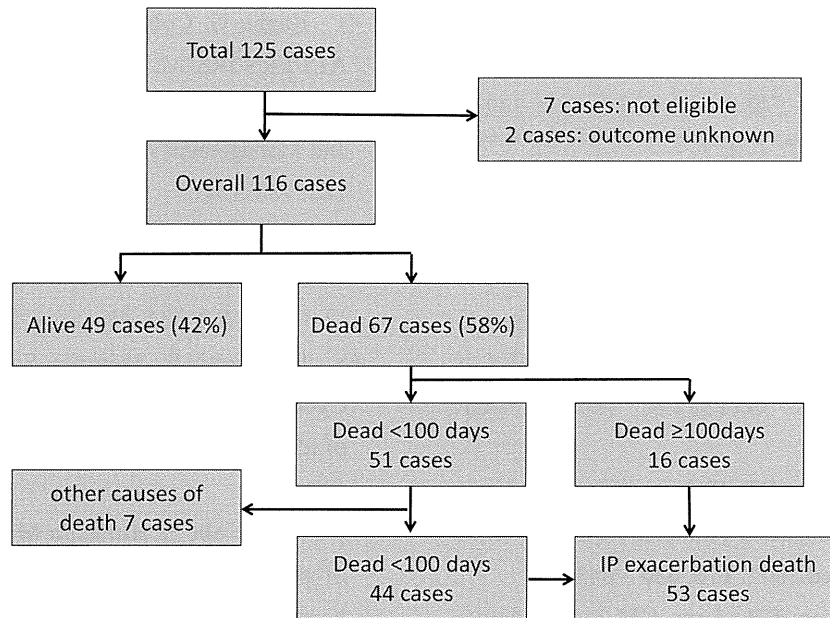 Total 125 cases
7 cases: not eligible
2 cases: outcome unknown
Overall 116 cases
Alive 49 cases (42%)
Dead 67 cases (58%)
Dead <100 days
51 cases
Dead ≥100days
16 cases
other causes of
death 7 cases
Dead <100 days
44 cases
IP exacerbation death
53 cases